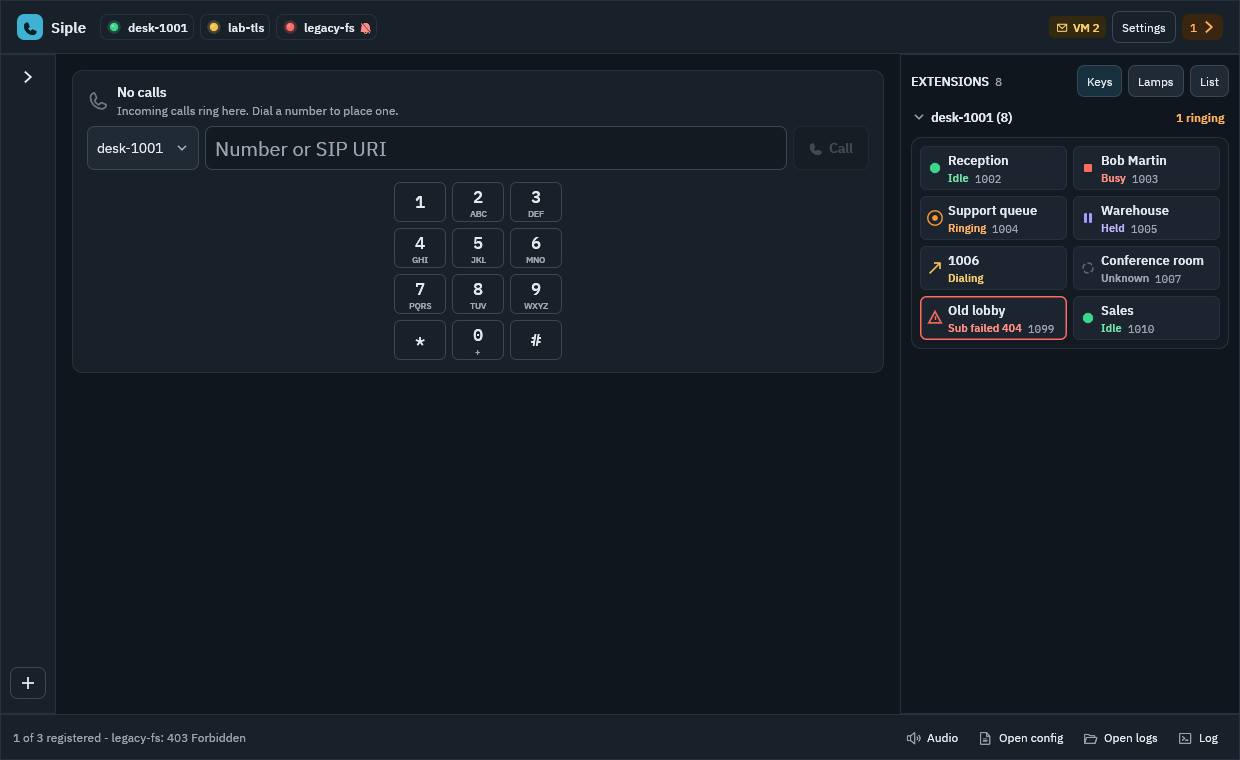 Siple
desk-1001
lab-tls
legacy-fs
VM 2
Settings
1
No calls
Incoming calls ring here. Dial a number to place one.
desk-1001
Number or SIP URI
Call
1
2
ABC
3
DEF
4
GHI
5
JKL
6
MNO
7
PQRS
8
TUV
9
WXYZ
*
0
+
#
EXTENSIONS 8
Keys
Lamps
List
desk-1001 (8)
1 ringing
Reception
Idle 1002
Bob Martin
Busy 1003
Support queue
Ringing 1004
Warehouse
Held 1005
1006
Dialing
Conference room
Unknown 1007
Old lobby
Sub failed 404 1099
Sales
Idle 1010
1 of 3 registered - legacy-fs: 403 Forbidden
Audio
Open config
Open logs
Log